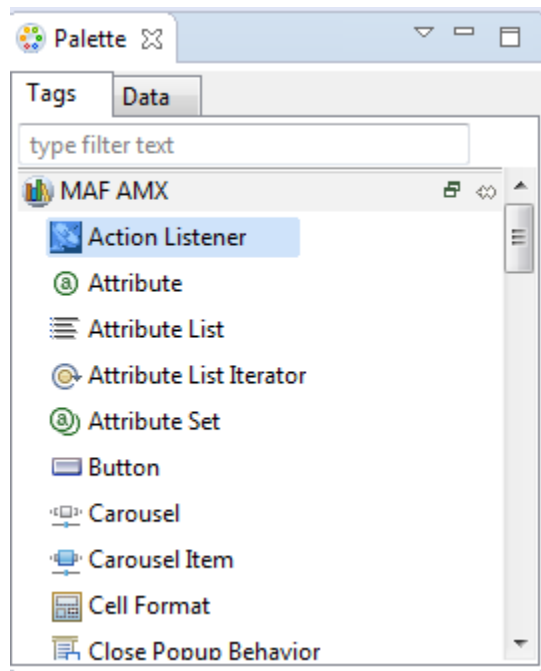 Palette
Tags Data
type filter text
MAF AMX
Action Listener
Attribute
Attribute List
Attribute List Iterator
Attribute Set
Button
Carousel
Carousel Item
Cell Format
Close Popup Behavior